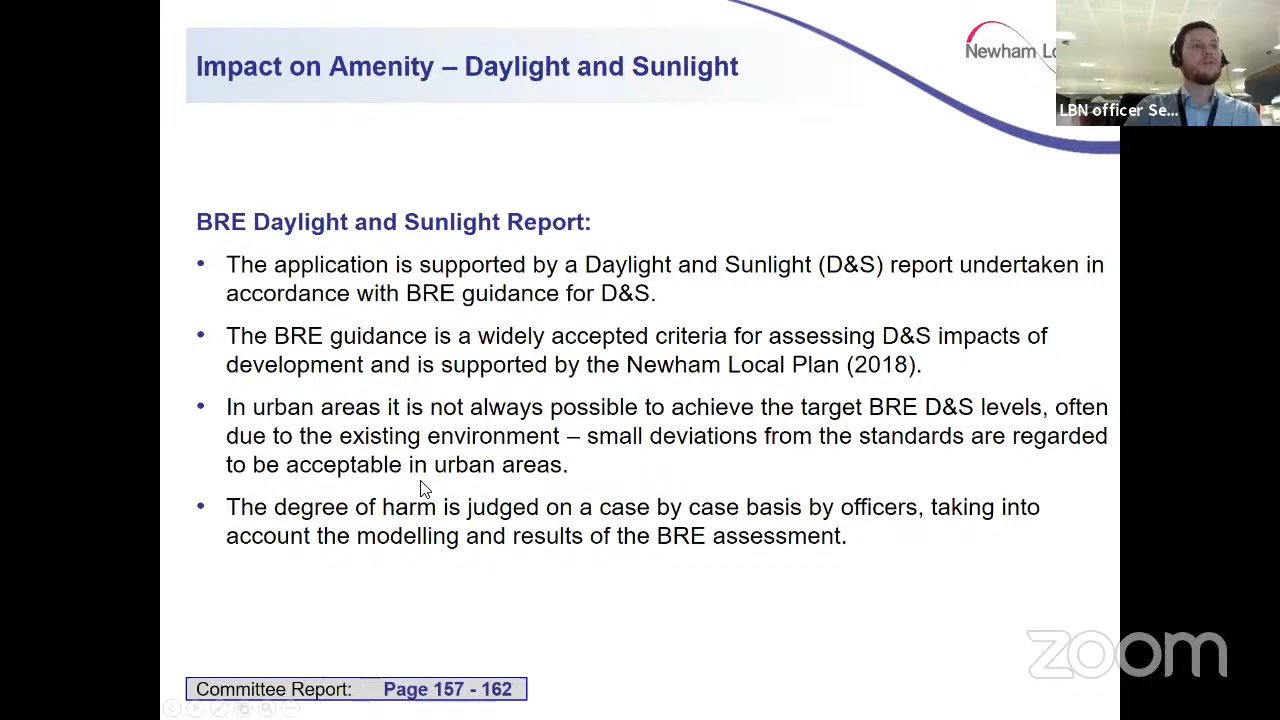 Impact on Amenity – Daylight and Sunlight
Newham Lo
LBN officer Se...
BRE Daylight and Sunlight Report:
• The application is supported by a Daylight and Sunlight (D&S) report undertaken in
accordance with BRE guidance for D&S.
• The BRE guidance is a widely accepted criteria for assessing D&S impacts of
development and is supported by the Newham Local Plan (2018).
• In urban areas it is not always possible to achieve the target BRE D&S levels, often
due to the existing environment – small deviations from the standards are regarded
to be acceptable in urban areas.
• The degree of harm is judged on a case by case basis by officers, taking into
account the modelling and results of the BRE assessment.
zoom
Committee Report: Page 157 - 162